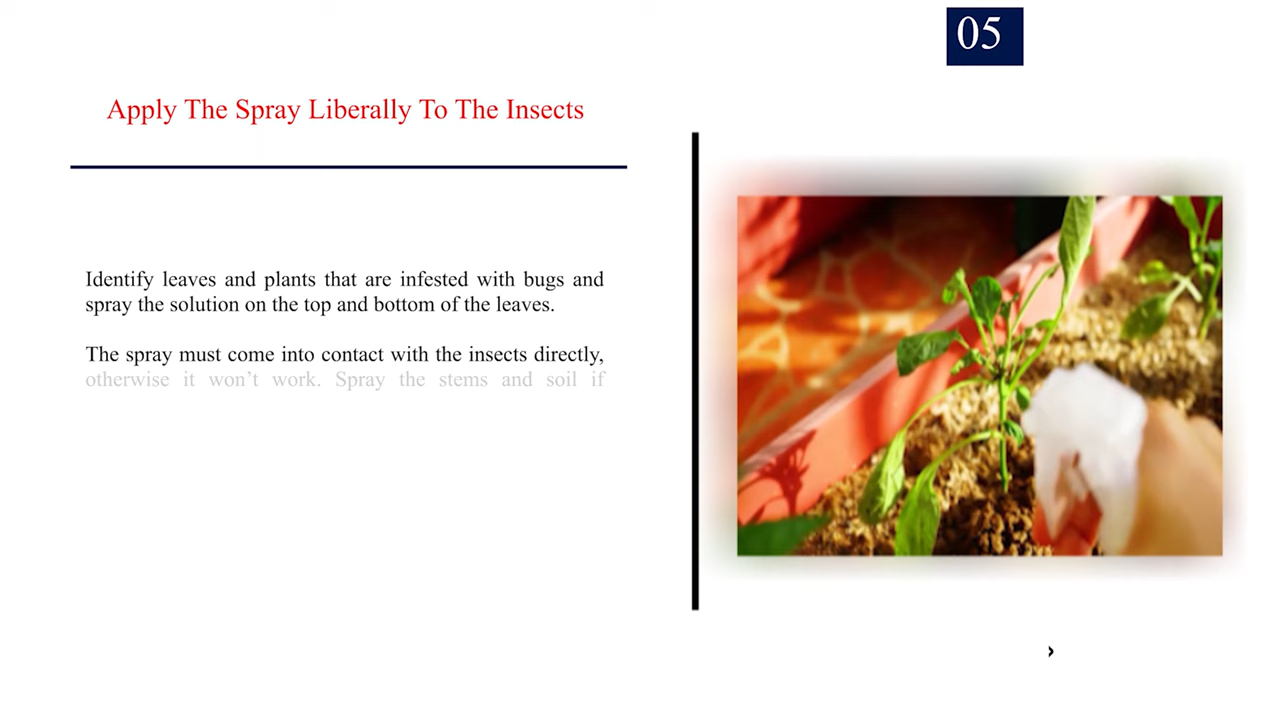 05
Apply The Spray Liberally To The Insects
Identify leaves and plants that are infested with bugs and
spray the solution on the top and bottom of the leaves.
The spray must come into contact with the insects directly,
otherwise it won’t work. Spray the stems and soil if